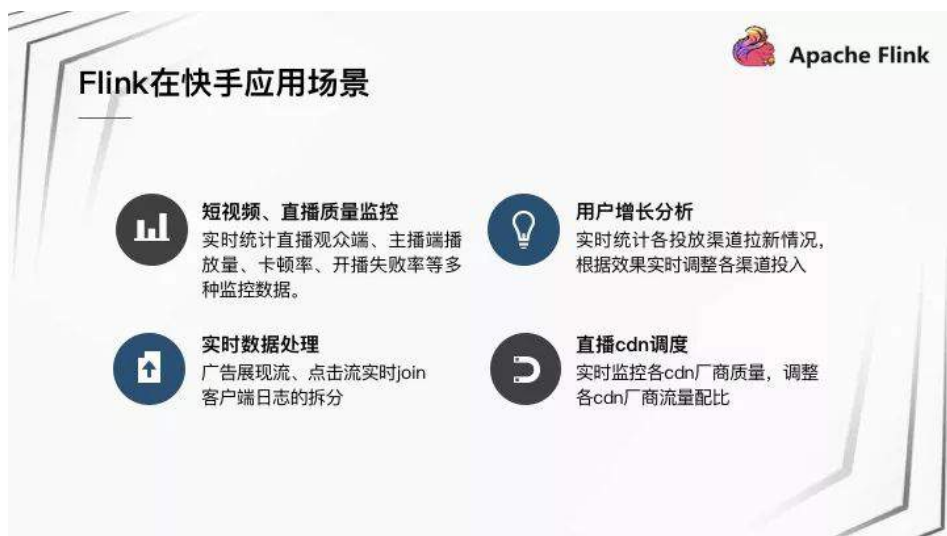 Apache Flink
Flink在快手应用场景
短视频、直播质量监控
实时统计直播观众端、主播端播
放量、卡顿率、开播失败率等多
种监控数据。
用户增长分析
实时统计各投放渠道拉新情况,
根据效果实时调整各渠道投入
实时数据处理
广告展现流、点击流实时join
客户端日志的拆分
直播cdn调度
实时监控各cdn厂商质量，调整
各cdn厂商流量配比